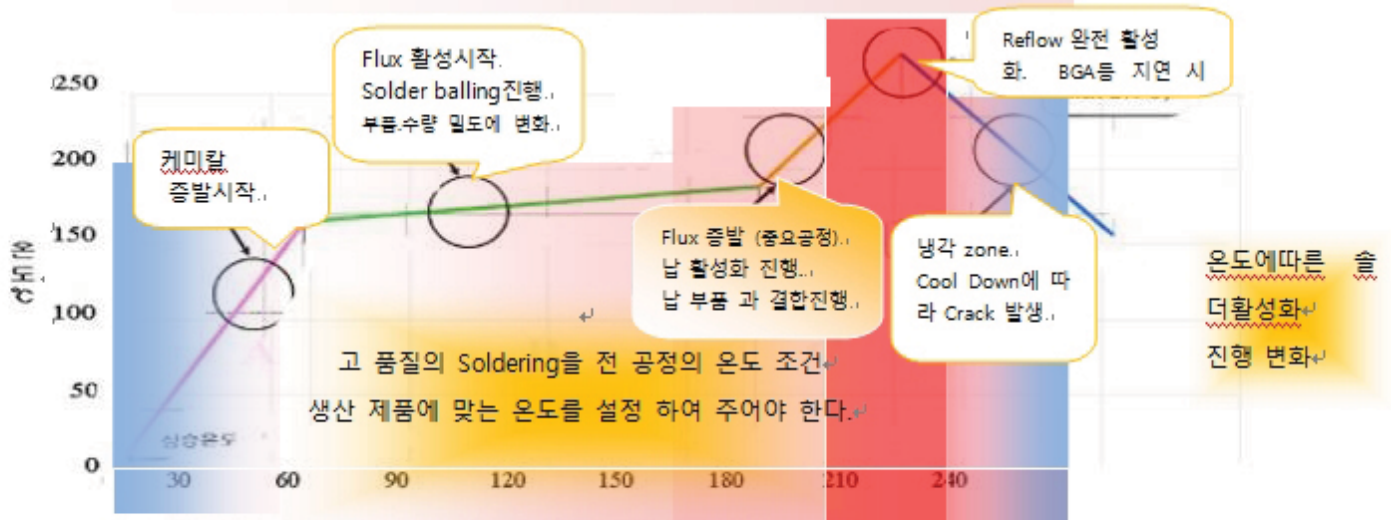 Flux 활성시작.
Solder balling진행..
부품.수량 밀도에 변화.
Reflow 완전 활성
화. BGA등 지연 시
케미칼
증발시작..
Flux 증발 (중요공정)..
납 활성화 진행...
납 부품 과 결합진행..
냉각 zone..
Cool Down에 따
라 Crack 발생..
온도에따른 솔
더활성화
진행 변화
고 품질의 Soldering을 전 공정의 온도 조건
생산 제품에 맞는 온도를 설정 하여 주어야 한다.
상승온도
250
200
150
100
50
0
30 60 90 120 150 180 210 240